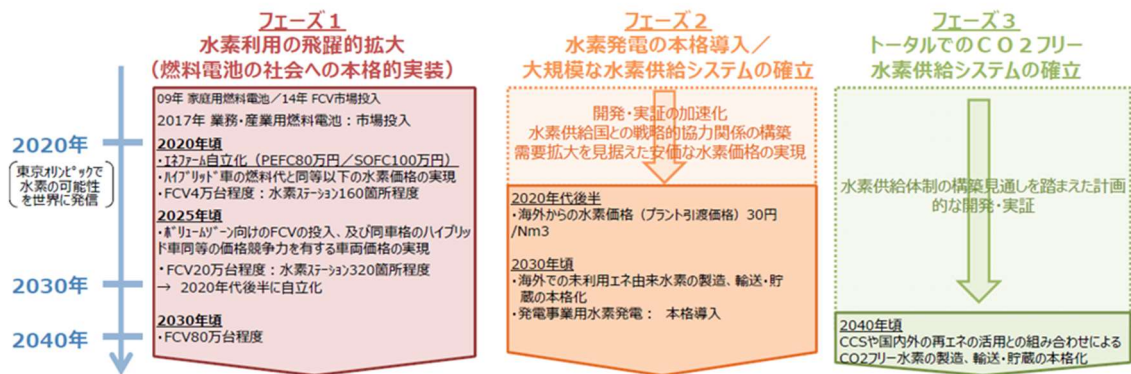 フェーズ1
水素利用の飛躍的拡大
（燃料電池の社会への本格的実装）
09年 家庭用燃料電池／14年 FCV市場投入
2017年 業務・産業用燃料電池：市場投入
2020年頃
・エネファーム自立化（PEFC80万円／SOFC100万円）
・ハイブリッド車の燃料代と同等以下の水素価格の実現
・FCV4万台程度：水素ステーション160箇所程度
2025年頃
・ボリュームゾーン向けのFCVの投入、及び同車格のハイブリッ
ド車同等の価格競争力を有する車両価格の実現
・FCV20万台程度：水素ステーション320箇所程度
→ 2020年代後半に自立化
2030年頃
・FCV80万台程度
フェーズ2
水素発電の本格導入／
大規模な水素供給システムの確立
開発・実証の加速化
水素供給国との戦略的協力関係の構築
需要拡大を見据えた安価な水素価格の実現
2020年代後半
・海外からの水素価格（プラント引渡価格）30円
/Nm3
2030年頃
・海外での未利用エネ由来水素の製造、輸送・貯
蔵の本格化
・発電事業用水素発電： 本格導入
フェーズ3
トータルでのＣＯ２フリー
水素供給システムの確立
水素供給体制の構築見通しを踏まえた計画
的な開発・実証
2040年頃
CCSや国内外の再エネの活用との組み合わせによる
CO2フリー水素の製造、輸送・貯蔵の本格化
2020年
東京オリンピックで
水素の可能性
を世界に発信
2030年
2040年